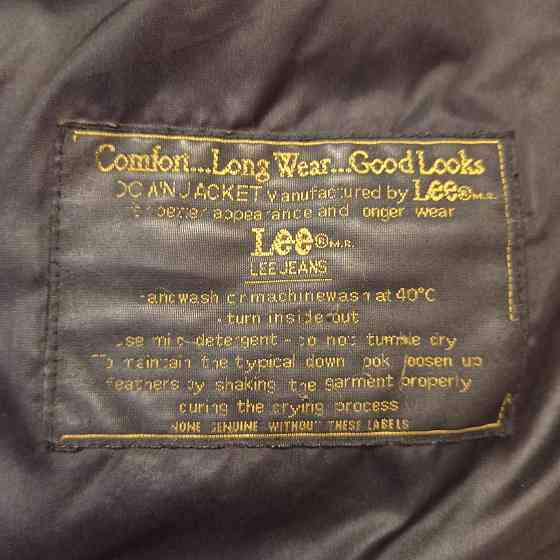 Comfort...Long Wear...Good Looks
JACKET Manufactured by Lee® M.R.
better appearance and longer wear
Lee® M.R.
LEE JEANS
Handwash or machinewash at 40°C
turn inside out
Use mild detergent - do not tumble dry
To maintain the typical down look loosen up
feathers by shaking the garment properly
during the drying process
NONE GENUINE WITHOUT THESE LABELS